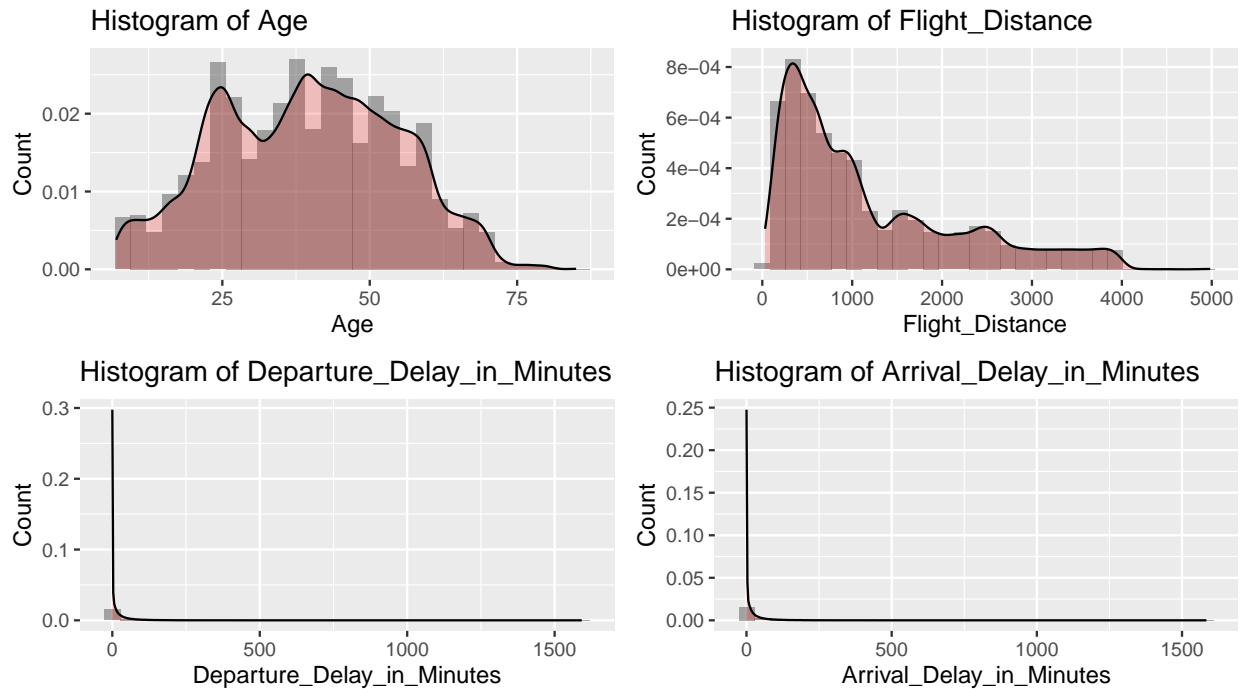 Histogram of Age
Count
0.02
0.01
0.00
25 50 75
Age
Histogram of Flight_Distance
Count
8e−04
6e−04
4e−04
2e−04
0e+00
0 1000 2000 3000 4000 5000
Flight_Distance
Histogram of Departure_Delay_in_Minutes
Count
0.3
0.2
0.1
0.0
0 500 1000 1500
Departure_Delay_in_Minutes
Histogram of Arrival_Delay_in_Minutes
Count
0.25
0.20
0.15
0.10
0.05
0.00
0 500 1000 1500
Arrival_Delay_in_Minutes